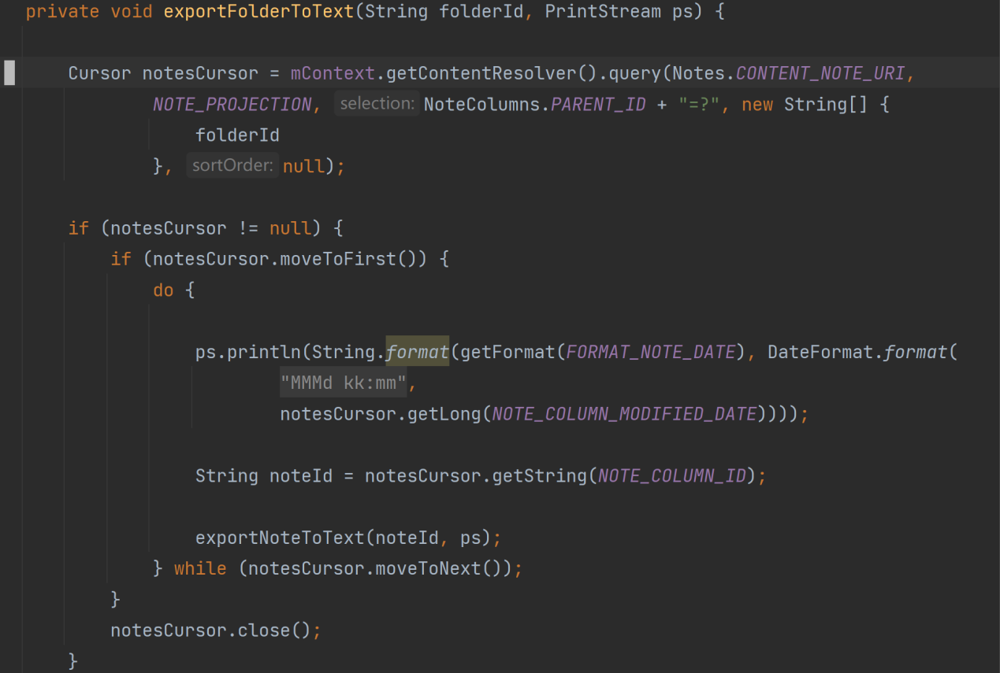 private void exportFolderToText(String folderId, PrintStream ps) {
Cursor notesCursor = mContext.getContentResolver().query(Notes.CONTENT_NOTE_URI,
NOTE_PROJECTION, selection: NoteColumns.PARENT_ID + "=?", new String[] {
folderId
}, sortOrder: null);
if (notesCursor != null) {
if (notesCursor.moveToFirst()) {
do {
ps.println(String.format(getFormat(FORMAT_NOTE_DATE), DateFormat.format(
"MMMd kk:mm",
notesCursor.getLong(NOTE_COLUMN_MODIFIED_DATE))));
String noteId = notesCursor.getString(NOTE_COLUMN_ID);
exportNoteToText(noteId, ps);
} while (notesCursor.moveToNext());
}
notesCursor.close();
}